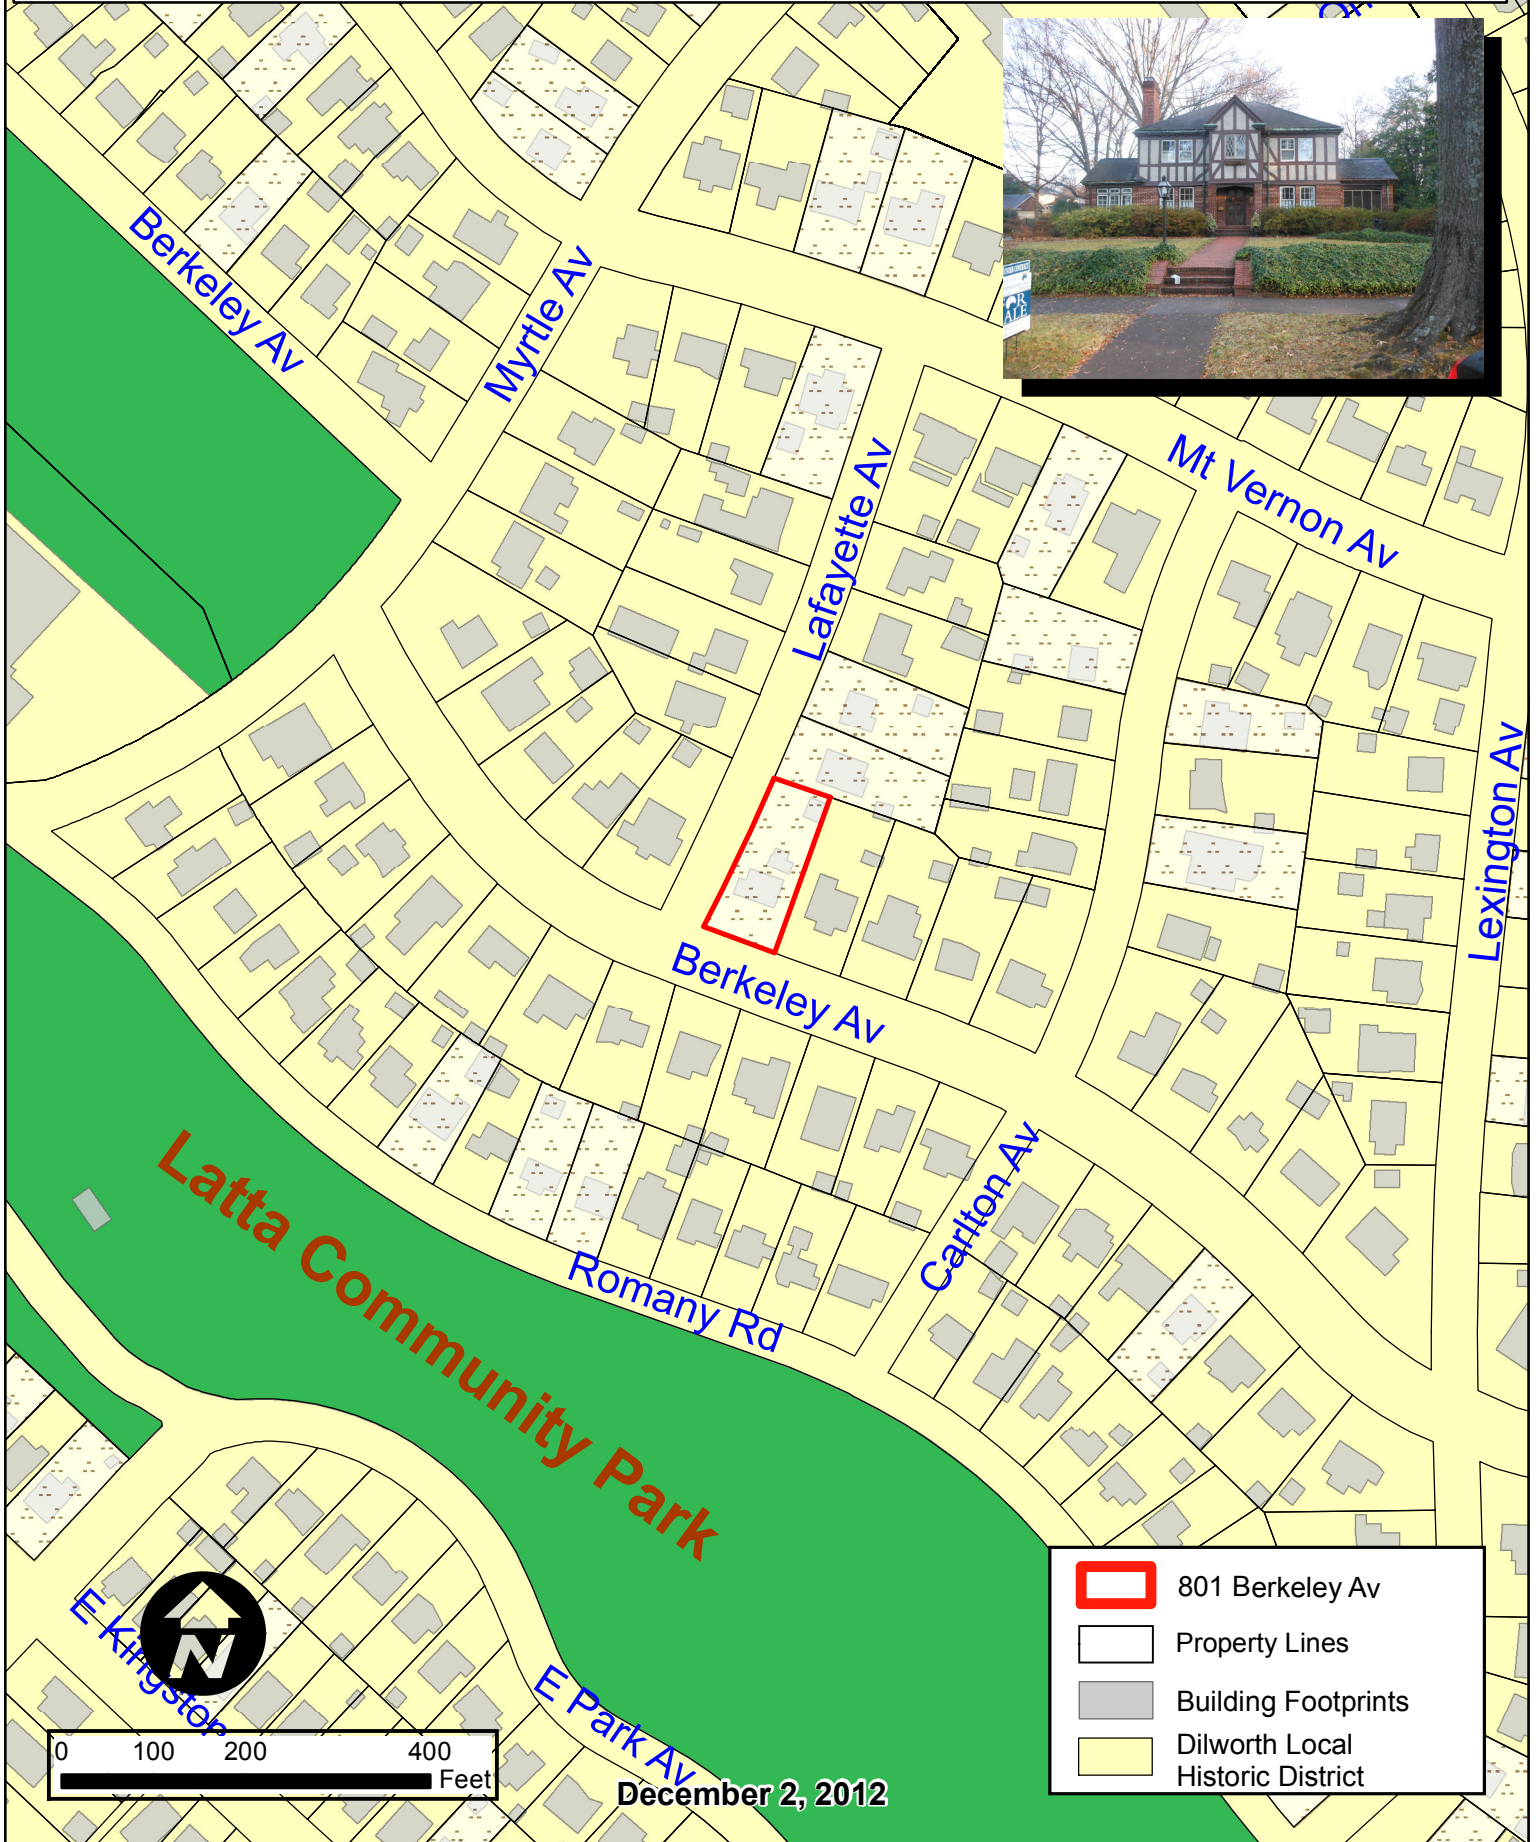 Berkeley Av
Myrtle Av
Lafayette Av
Mt Vernon Av
Lexington Av
Berkeley Av
Carlton Av
Romany Rd
Latta Community Park
E Kingston
E Park Av
N
0 100 200 400
Feet
December 2, 2012
801 Berkeley Av
Property Lines
Building Footprints
Dilworth Local
Historic District